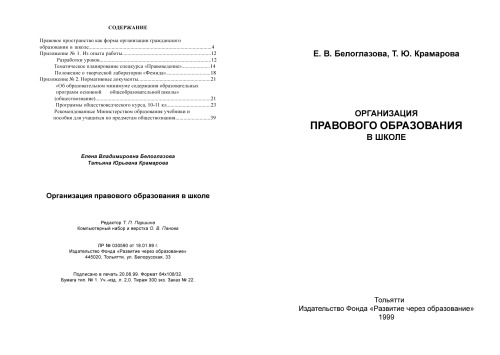 СОДЕРЖАНИЕ
Правовое пространство как форма организации гражданского
образования в школе....................................................4
Приложение № 1. Из опыта работы....................................12
Разработки уроков....................................................12
Тематическое планирование спецкурса «Правоведение»..............14
Положение о творческой лаборатории «Фемида».....................18
Приложение № 2. Нормативные документы..............................21
«Об образовательном минимуме содержания образовательных
программ основной общеобразовательной школы»
(обществознание)......................................................21
Программы обществоведческого курса, 10-11 кл.....................23
Рекомендованные Министерством образования учебники и
пособия для учащихся по предметам обществознания..................39
Елена Владимировна Белоглазова
Татьяна Юрьевна Крамарова
Организация правового образования в школе
Редактор Т. П. Паршина
Компьютерный набор и верстка О. В. Панова
ЛР № 030590 от 18.01.99 г.
Издательство Фонда «Развитие через образование»
445020, Тольятти, ул. Белорусская, 33
Подписано в печать 20.08.99. Формат 84х108/32.
Бумага тип. № 1. Уч.-изд. л. 2,0. Тираж 300 экз. Заказ № 22.
Е. В. Белоглазова, Т. Ю. Крамарова
ОРГАНИЗАЦИЯ
ПРАВОВОГО ОБРАЗОВАНИЯ
В ШКОЛЕ
Тольятти
Издательство Фонда «Развитие через образование»
1999